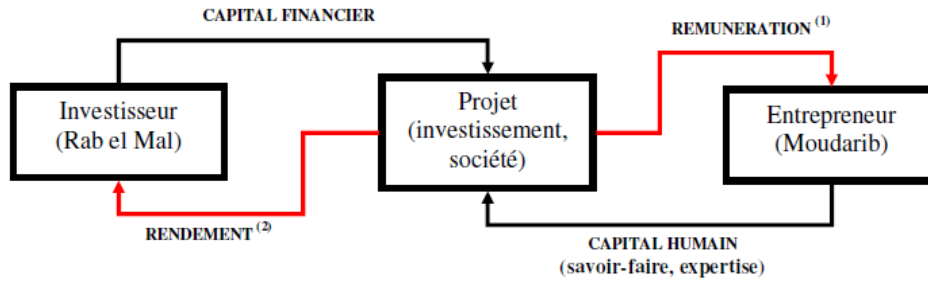 CAPITAL FINANCIER
REMUNERATION (1)
Investisseur
(Rab el Mal)
Projet
(investissement,
société)
Entrepreneur
(Moudarib)
RENDEMENT (2)
CAPITAL HUMAIN
(savoir-faire, expertise)